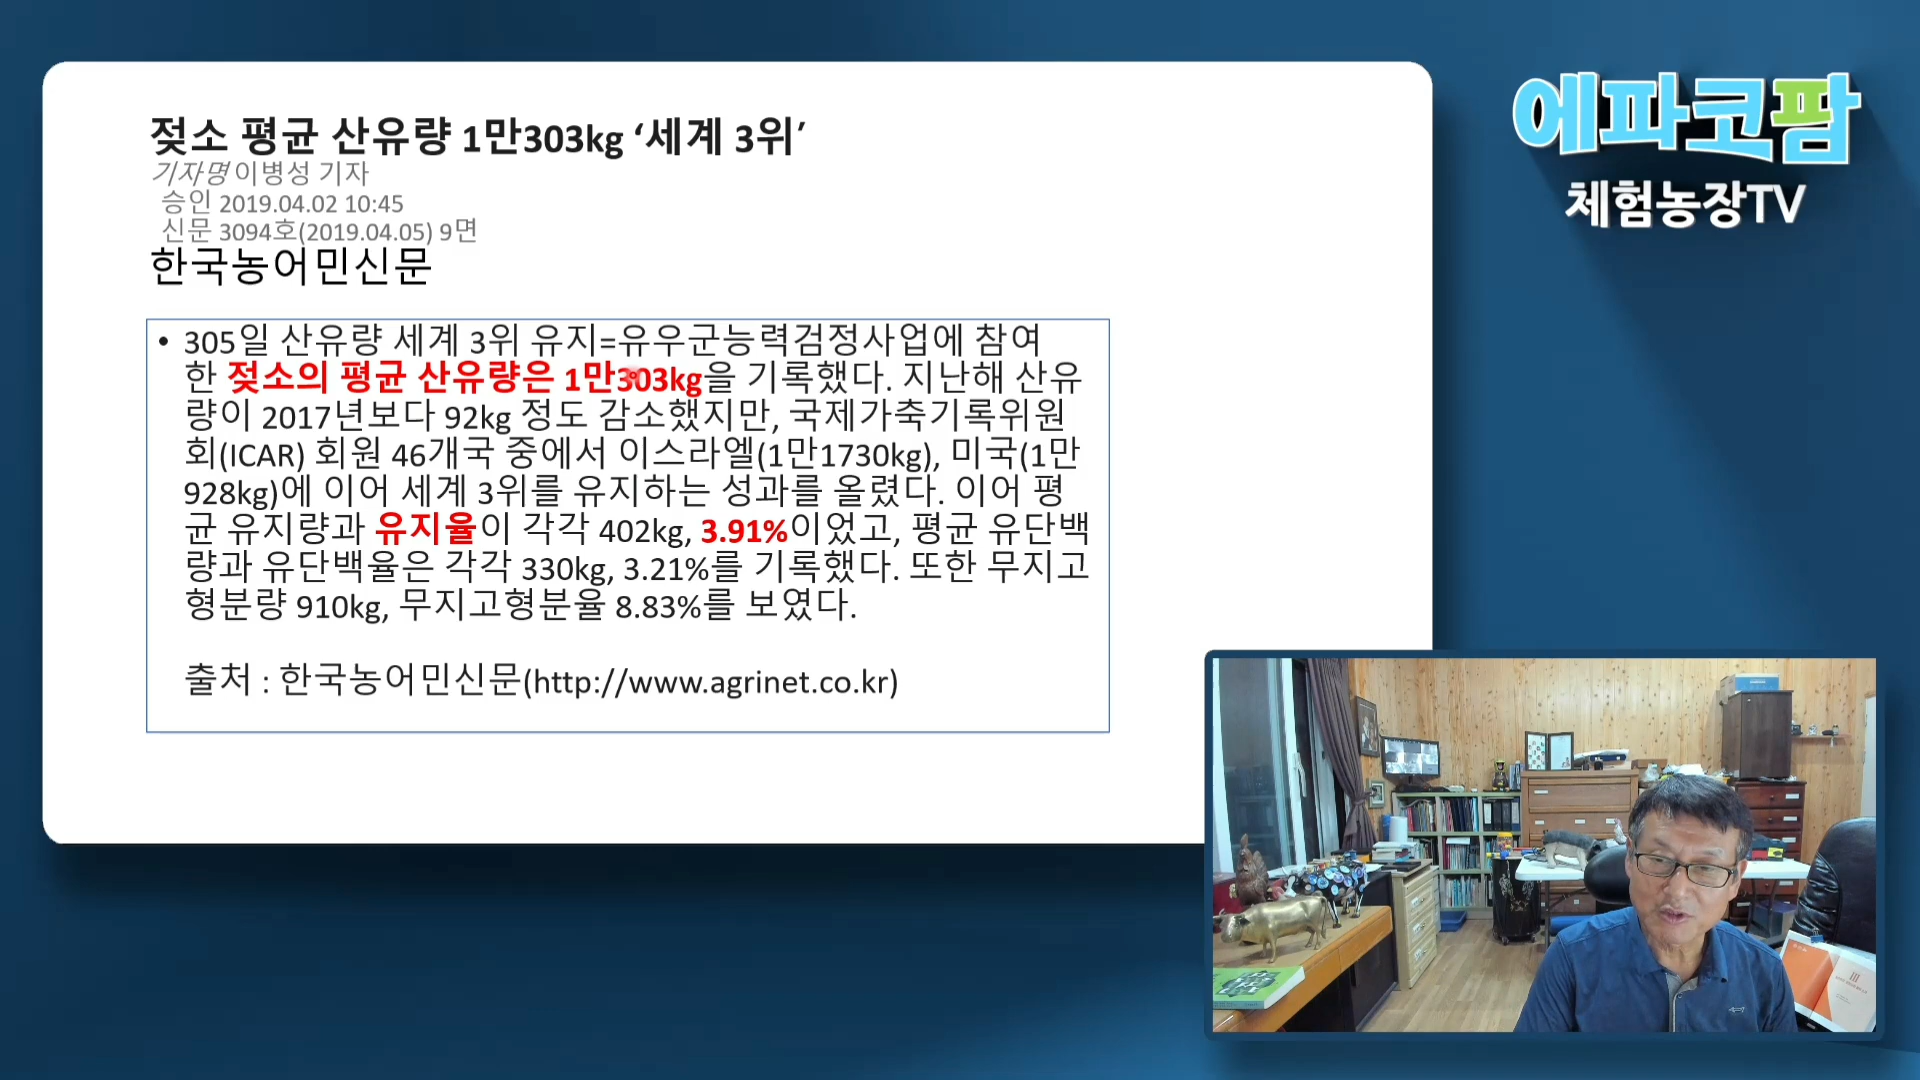 젖소 평균 산유량 1만303kg ‘세계 3위’
기자명 이병성 기자
승인 2019.04.02 10:45
신문 3094호(2019.04.05) 9면
한국농어민신문
• 305일 산유량 세계 3위 유지=유우군능력검정사업에 참여
한 젖소의 평균 산유량은 1만303kg을 기록했다. 지난해 산유
량이 2017년보다 92kg 정도 감소했지만, 국제가축기록위원
회(ICAR) 회원 46개국 중에서 이스라엘(1만1730kg), 미국(1만
928kg)에 이어 세계 3위를 유지하는 성과를 올렸다. 이어 평
균 유지량과 유지율이 각각 402kg, 3.91%이었고, 평균 유단백
량과 유단백율은 각각 330kg, 3.21%를 기록했다. 또한 무지고
형분량 910kg, 무지고형분율 8.83%를 보였다.
출처 : 한국농어민신문(http://www.agrinet.co.kr)
에파코팜
체험농장TV